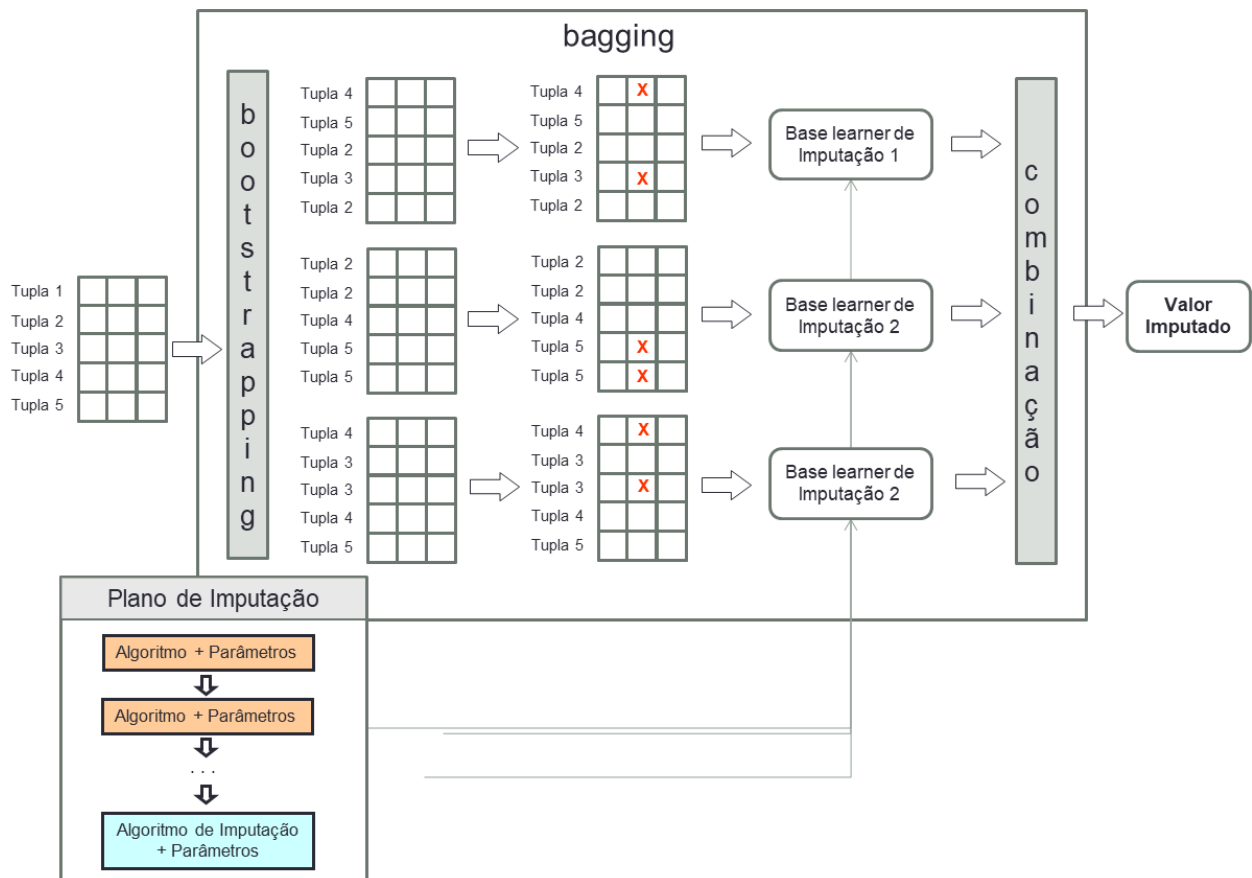 bagging
bootstrapping
Tupla 1
Tupla 2
Tupla 3
Tupla 4
Tupla 5
Tupla 4
Tupla 5
Tupla 2
Tupla 3
Tupla 2
Tupla 4
X
Tupla 5
Tupla 2
Tupla 3
X
Tupla 2
Base learner de
Imputação 1
Tupla 2
Tupla 2
Tupla 4
Tupla 5
Tupla 5
Tupla 2
Tupla 2
Tupla 4
Tupla 5
X
Tupla 5
X
Base learner de
Imputação 2
Tupla 4
Tupla 3
Tupla 3
Tupla 4
Tupla 5
Tupla 4
X
Tupla 3
Tupla 3
X
Tupla 4
Tupla 5
Base learner de
Imputação 2
combinação
Valor
Imputado
Plano de Imputação
Algoritmo + Parâmetros
Algoritmo + Parâmetros
. . .
Algoritmo de Imputação
+ Parâmetros